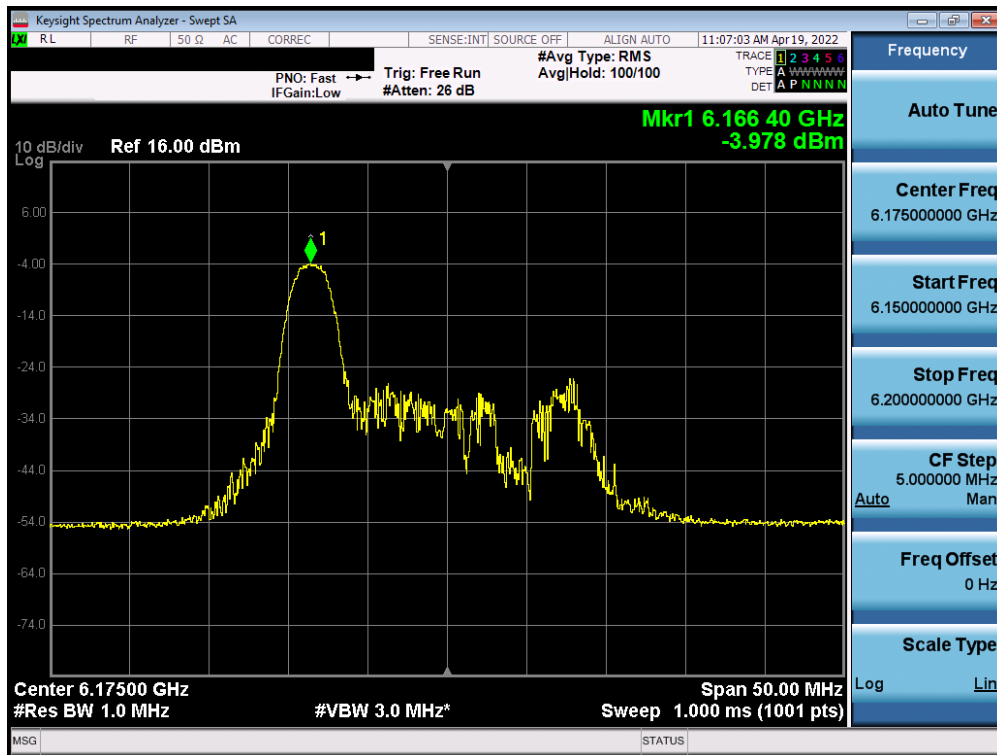 Keysight Spectrum Analyzer - Swept SA
LXI RL RF 50 Ω AC CORREC SENSE:INT SOURCE OFF ALIGN AUTO 11:07:03 AM Apr 19, 2022
PNO: Fast
IFGain:Low
Trig: Free Run
#Atten: 26 dB
#Avg Type: RMS
Avg|Hold: 100/100
TRACE 1 2 3 4 5 6
TYPE A WWWWW
DET A P N N N N
Mkr1 6.166 40 GHz
-3.978 dBm
10 dB/div Ref 16.00 dBm
Log
1
6.00
-4.00
-14.0
-24.0
-34.0
-44.0
-54.0
-64.0
-74.0
Center 6.17500 GHz Span 50.00 MHz
#Res BW 1.0 MHz #VBW 3.0 MHz* Sweep 1.000 ms (1001 pts)
MSG STATUS
Frequency
Auto Tune
Center Freq
6.175000000 GHz
Start Freq
6.150000000 GHz
Stop Freq
6.200000000 GHz
CF Step
5.000000 MHz
Auto Man
Freq Offset
0 Hz
Scale Type
Log Lin